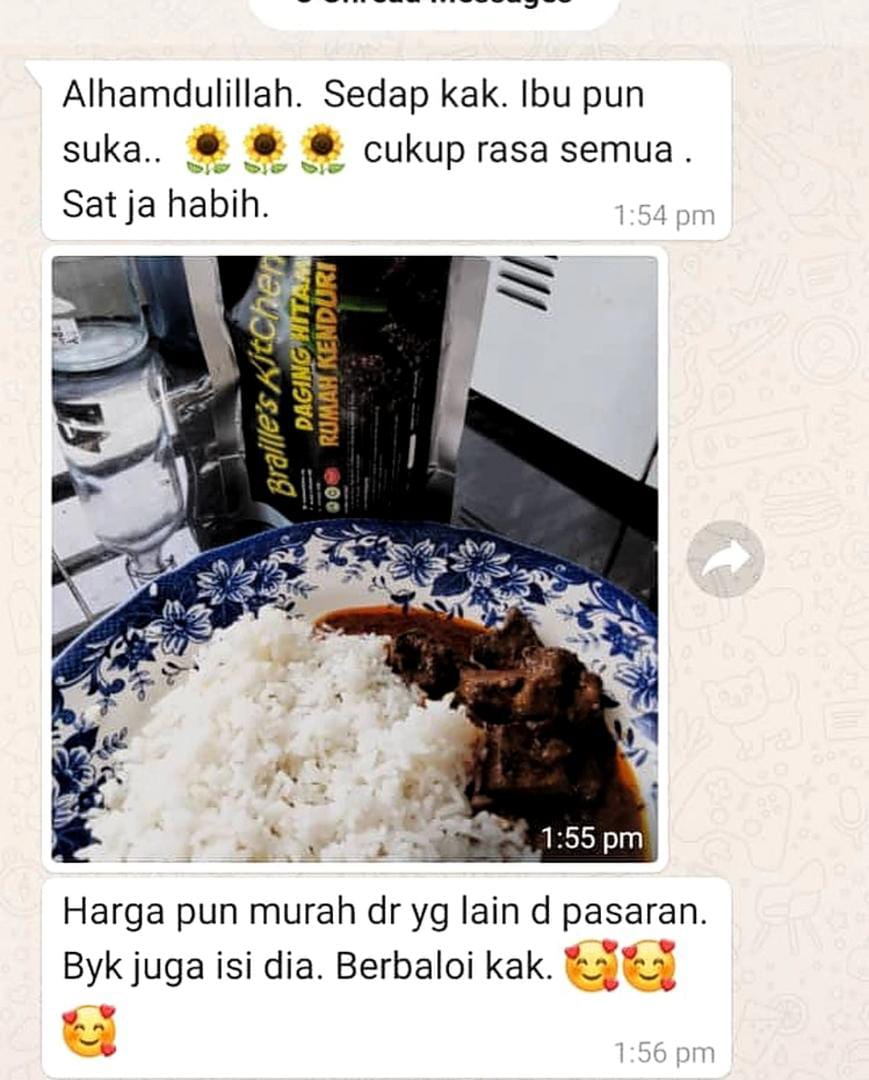 Alhamdulillah. Sedap kak. Ibu pun
suka.. 🌻🌻🌻 cukup rasa semua .
Sat ja habih.
1:54 pm
Braille's Kitchen
DAGING HITAM
RUMAH KENDURI
1:55 pm
Harga pun murah dr yg lain d pasaran.
Byk juga isi dia. Berbaloi kak. 🥰🥰
🥰
1:56 pm